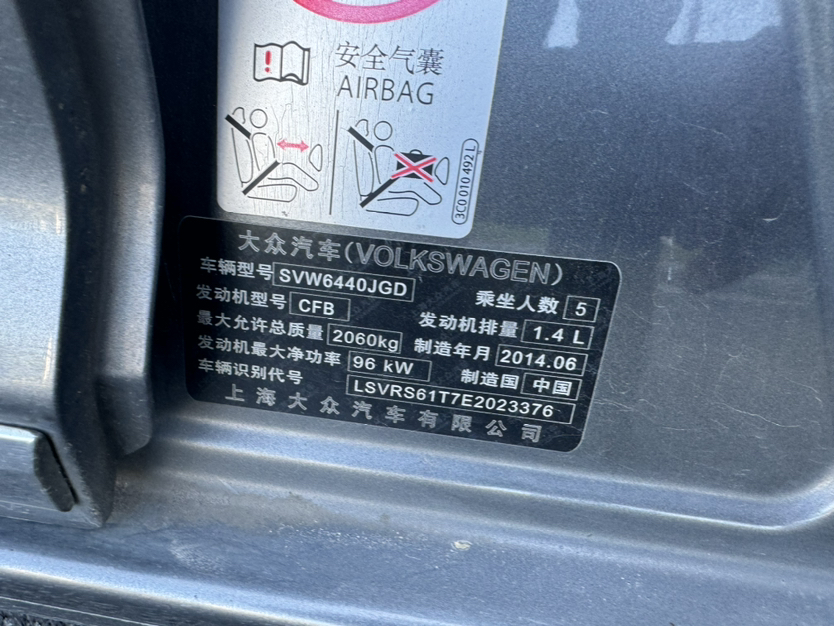 安全气囊
AIRBAG
3C0 010 492 L
大众汽车(VOLKSWAGEN)
车辆型号 SVW6440JGD 乘坐人数 5
发动机型号 CFB 发动机排量 1.4 L
最大允许总质量 2060kg 制造年月 2014.06
发动机最大净功率 96 kW 制造国 中国
车辆识别代号 LSVRS61T7E2023376
上海大众汽车有限公司